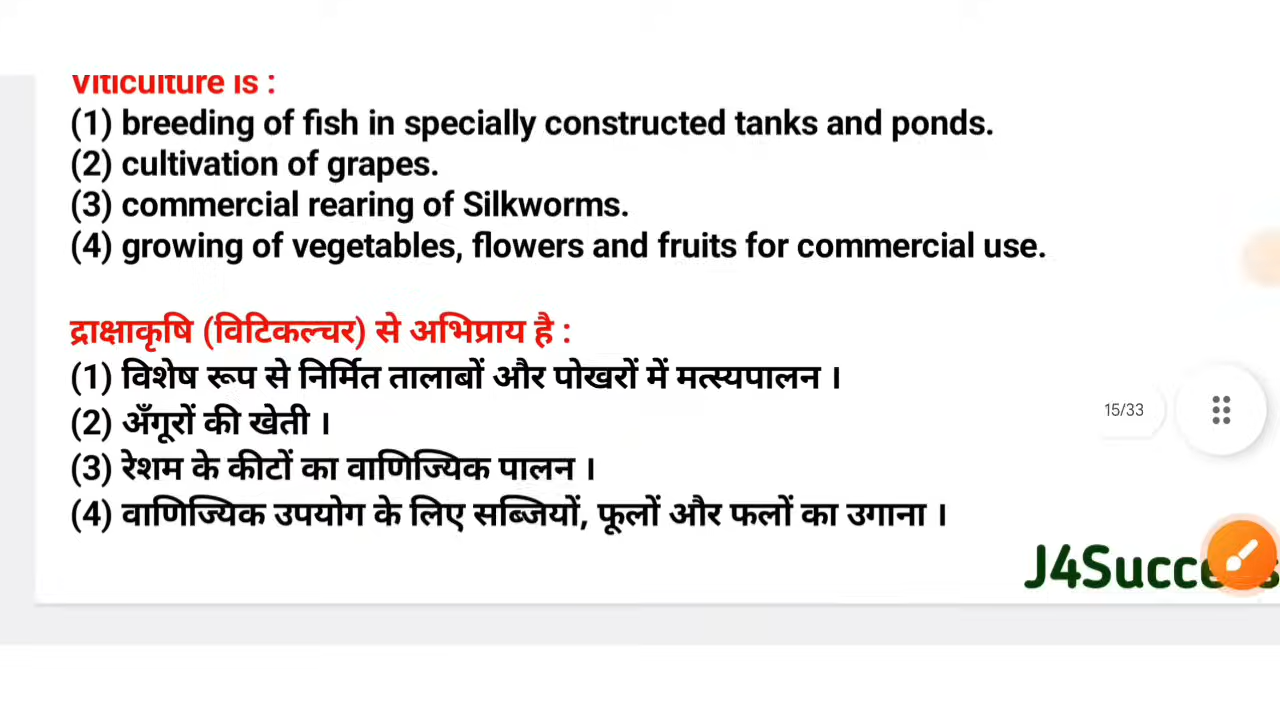 Viticulture is :
(1) breeding of fish in specially constructed tanks and ponds.
(2) cultivation of grapes.
(3) commercial rearing of Silkworms.
(4) growing of vegetables, flowers and fruits for commercial use.
द्राक्षाकृषि (विटिकल्चर) से अभिप्राय है :
(1) विशेष रूप से निर्मित तालाबों और पोखरों में मत्स्यपालन ।
15/33
(2) अँगूरों की खेती ।
(3) रेशम के कीटों का वाणिज्यिक पालन ।
(4) वाणिज्यिक उपयोग के लिए सब्जियों, फूलों और फलों का उगाना ।